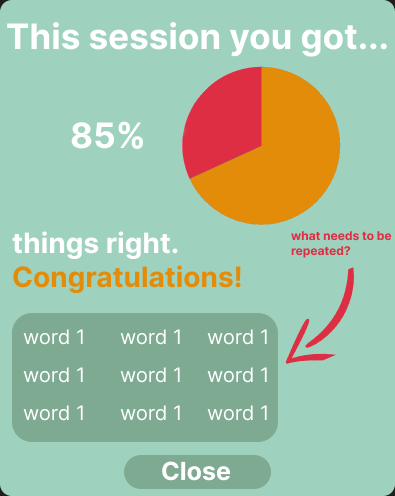 This session you got...
85%
things right.
Congratulations!
what needs to be
repeated?
word 1 word 1 word 1
word 1 word 1 word 1
word 1 word 1 word 1
Close